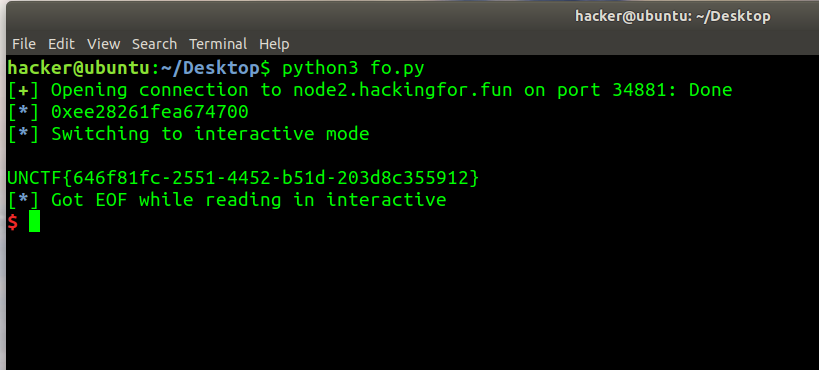 hacker@ubuntu: ~/Desktop
File Edit View Search Terminal Help
hacker@ubuntu:~/Desktop$ python3 fo.py
[+] Opening connection to node2.hackingfor.fun on port 34881: Done
[*] 0xee28261fea674700
[*] Switching to interactive mode
UNCTF{646f81fc-2551-4452-b51d-203d8c355912}
[*] Got EOF while reading in interactive
$